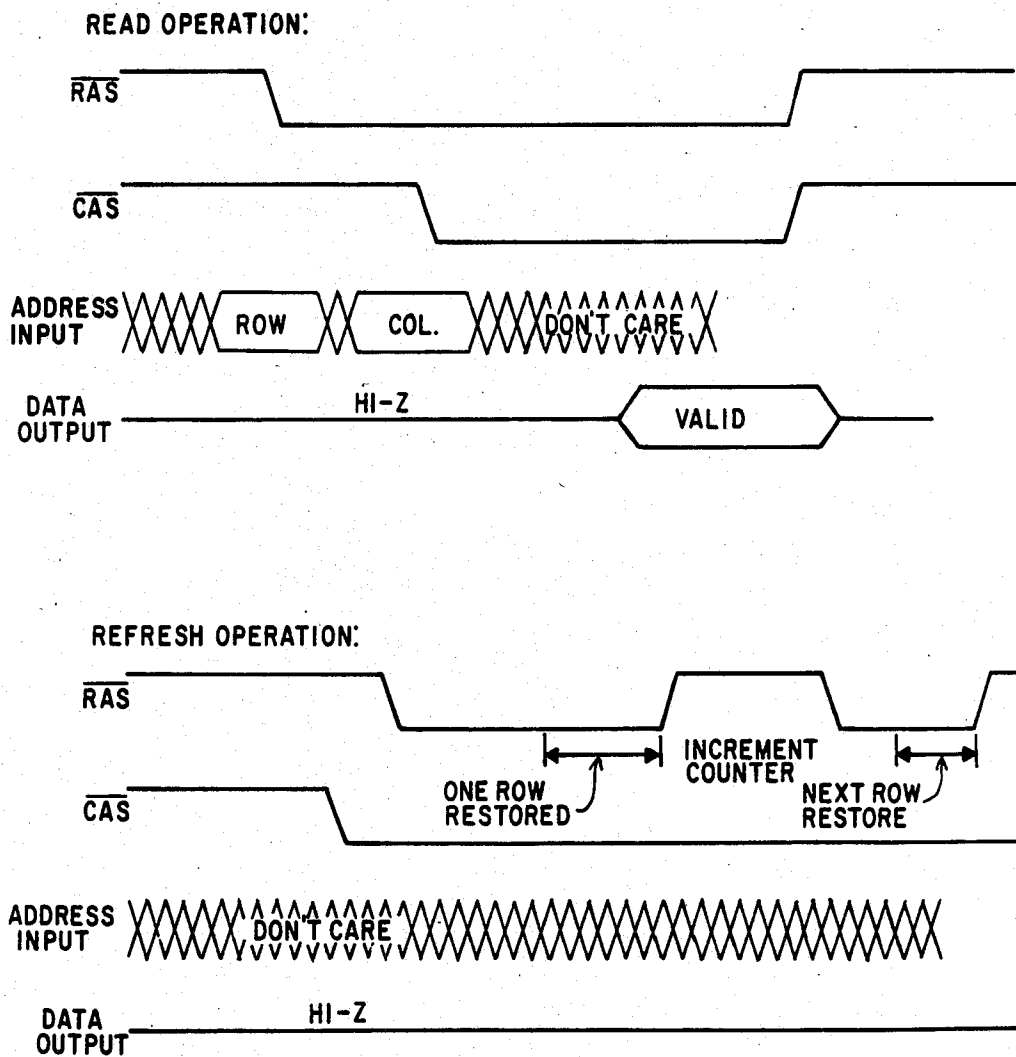 READ OPERATION:
RAS
CAS
ADDRESS
INPUT
ROW
COL.
DON'T CARE
DATA
OUTPUT
HI-Z
VALID
REFRESH OPERATION:
RAS
ONE ROW
RESTORED
INCREMENT
COUNTER
NEXT ROW
RESTORE
CAS
ADDRESS
INPUT
DON'T CARE
DATA
OUTPUT
HI-Z